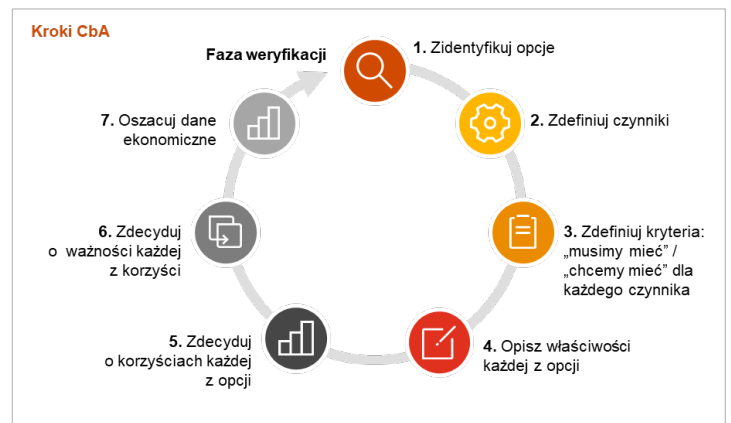 Kroki CbA
Faza weryfikacji
1. Zidentyfikuj opcje
2. Zdefiniuj czynniki
3. Zdefiniuj kryteria:
„musimy mieć” /
„chcemy mieć” dla
każdego czynnika
4. Opisz właściwości
każdej z opcji
5. Zdecyduj
o korzyściach każdej
z opcji
6. Zdecyduj
o ważności każdej
z korzyści
7. Oszacuj dane
ekonomiczne